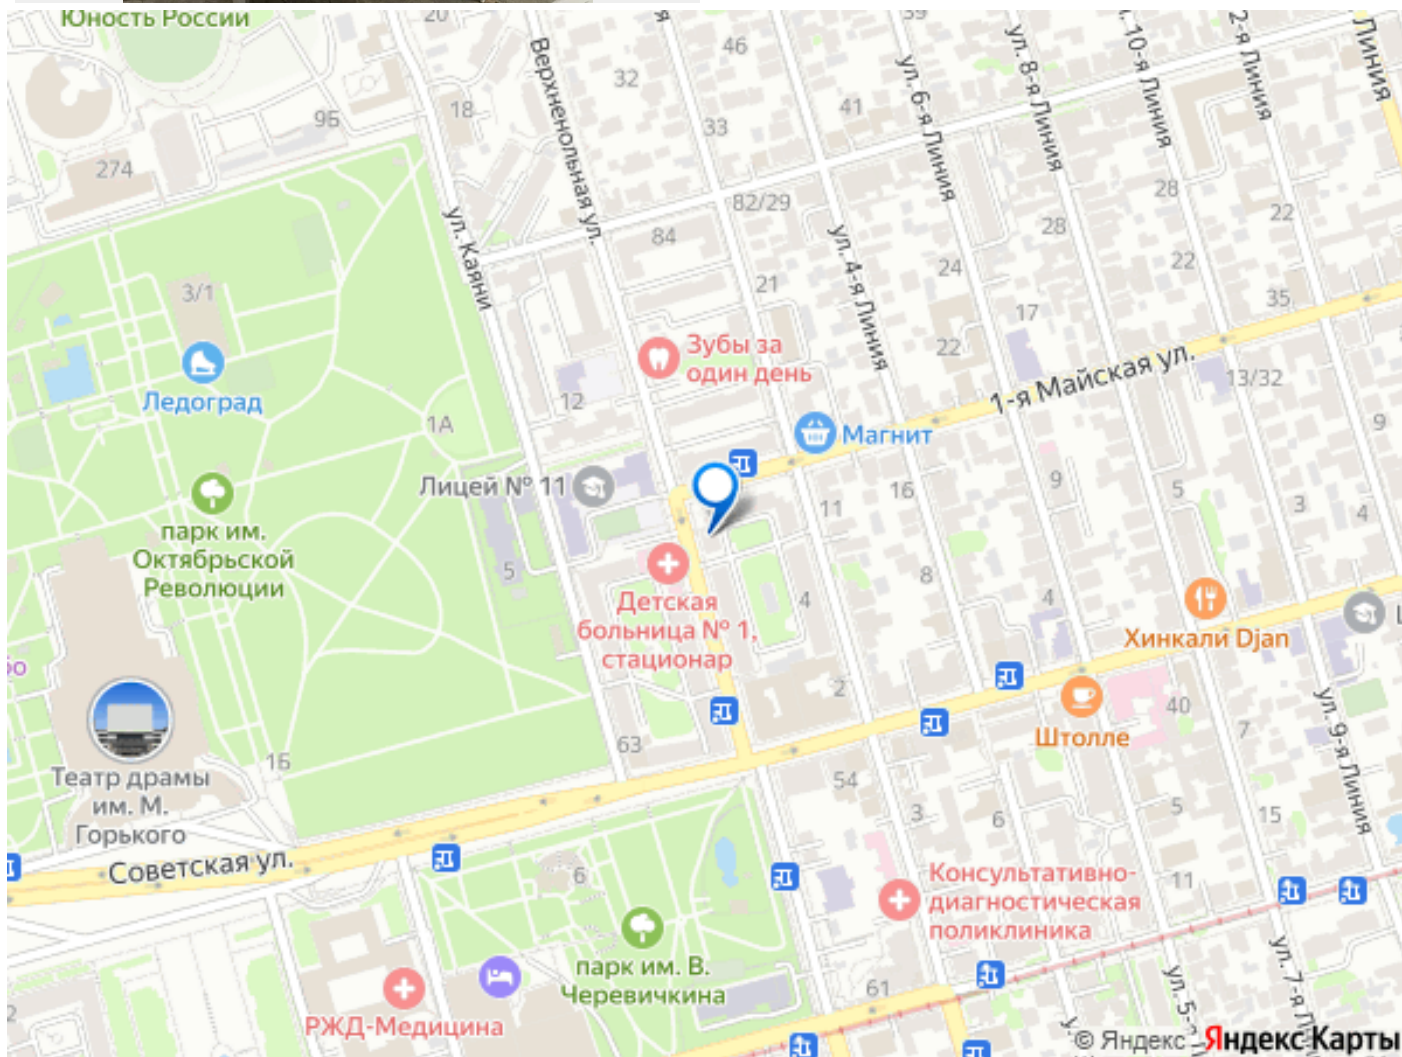 Юность России
20
46
39
ул. 8-я Линия
10-я Линия
2-я Линия
Линия
Верхненольная ул.
32
ул. 6-я Линия
18
95
33
41
274
ул. Каяни
82/29
84
28
28
22
ул. 4-я Линия
24
22
3/1
21
17
35
Зубы за
один день
22
1-я Майская ул.
13/32
Ледоград
12
1А
Магнит
9
Лицей № 11
16
9
5
11
3
4
парк им.
Октябрьской
Революции
5
8
Детская
больница № 1,
стационар
4
4
Хинкали Djan
бо
2
40
ул. 9-я Линия
63
Штолле
7
Театр драмы
им. М.
Горького
1Б
54
3
6
5
15
Советская ул.
6
Консультативно-
диагностическая
поликлиника
11
парк им. В.
Черевичкина
61
ул. 5-я
ул. 7-я
РЖД-Медицина
2
© Яндекс Яндекс Карты